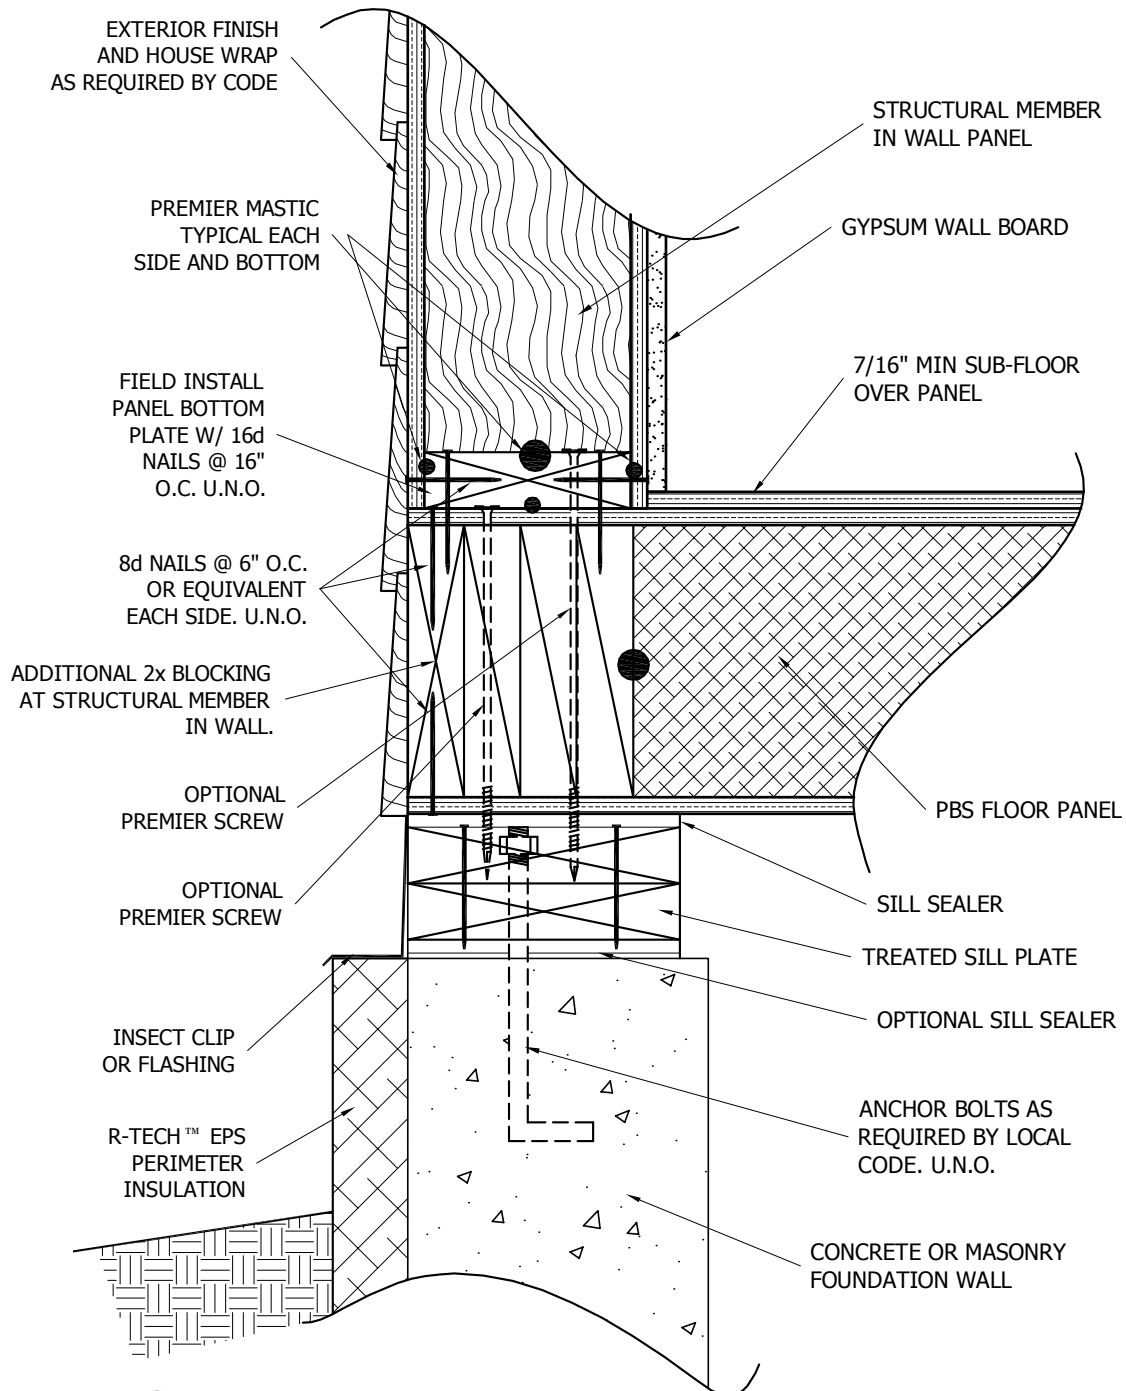 EXTERIOR FINISH
AND HOUSE WRAP
AS REQUIRED BY CODE
PREMIER MASTIC
TYPICAL EACH
SIDE AND BOTTOM
FIELD INSTALL
PANEL BOTTOM
PLATE W/ 16d
NAILS @ 16"
O.C. U.N.O.
8d NAILS @ 6" O.C.
OR EQUIVALENT
EACH SIDE. U.N.O.
ADDITIONAL 2x BLOCKING
AT STRUCTURAL MEMBER
IN WALL.
OPTIONAL
PREMIER SCREW
OPTIONAL
PREMIER SCREW
INSECT CLIP
OR FLASHING
R-TECH™ EPS
PERIMETER
INSULATION
STRUCTURAL MEMBER
IN WALL PANEL
GYPSUM WALL BOARD
7/16" MIN SUB-FLOOR
OVER PANEL
PBS FLOOR PANEL
SILL SEALER
TREATED SILL PLATE
OPTIONAL SILL SEALER
ANCHOR BOLTS AS
REQUIRED BY LOCAL
CODE. U.N.O.
CONCRETE OR MASONRY
FOUNDATION WALL